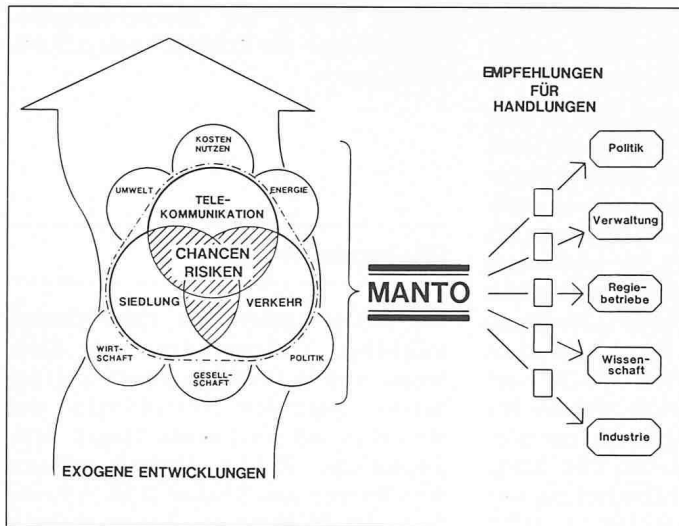 EMPFEHLUNGEN
FÜR
HANDLUNGEN
KOSTEN
NUTZEN
UMWELT
ENERGIE
TELE-
KOMMUNIKATION
CHANCEN
RISIKEN
SIEDLUNG
VERKEHR
WIRT-
SCHAFT
GESELL-
SCHAFT
POLITIK
EXOGENE ENTWICKLUNGEN
MANTO
Politik
Verwaltung
Regie-
betriebe
Wissen-
schaft
Industrie